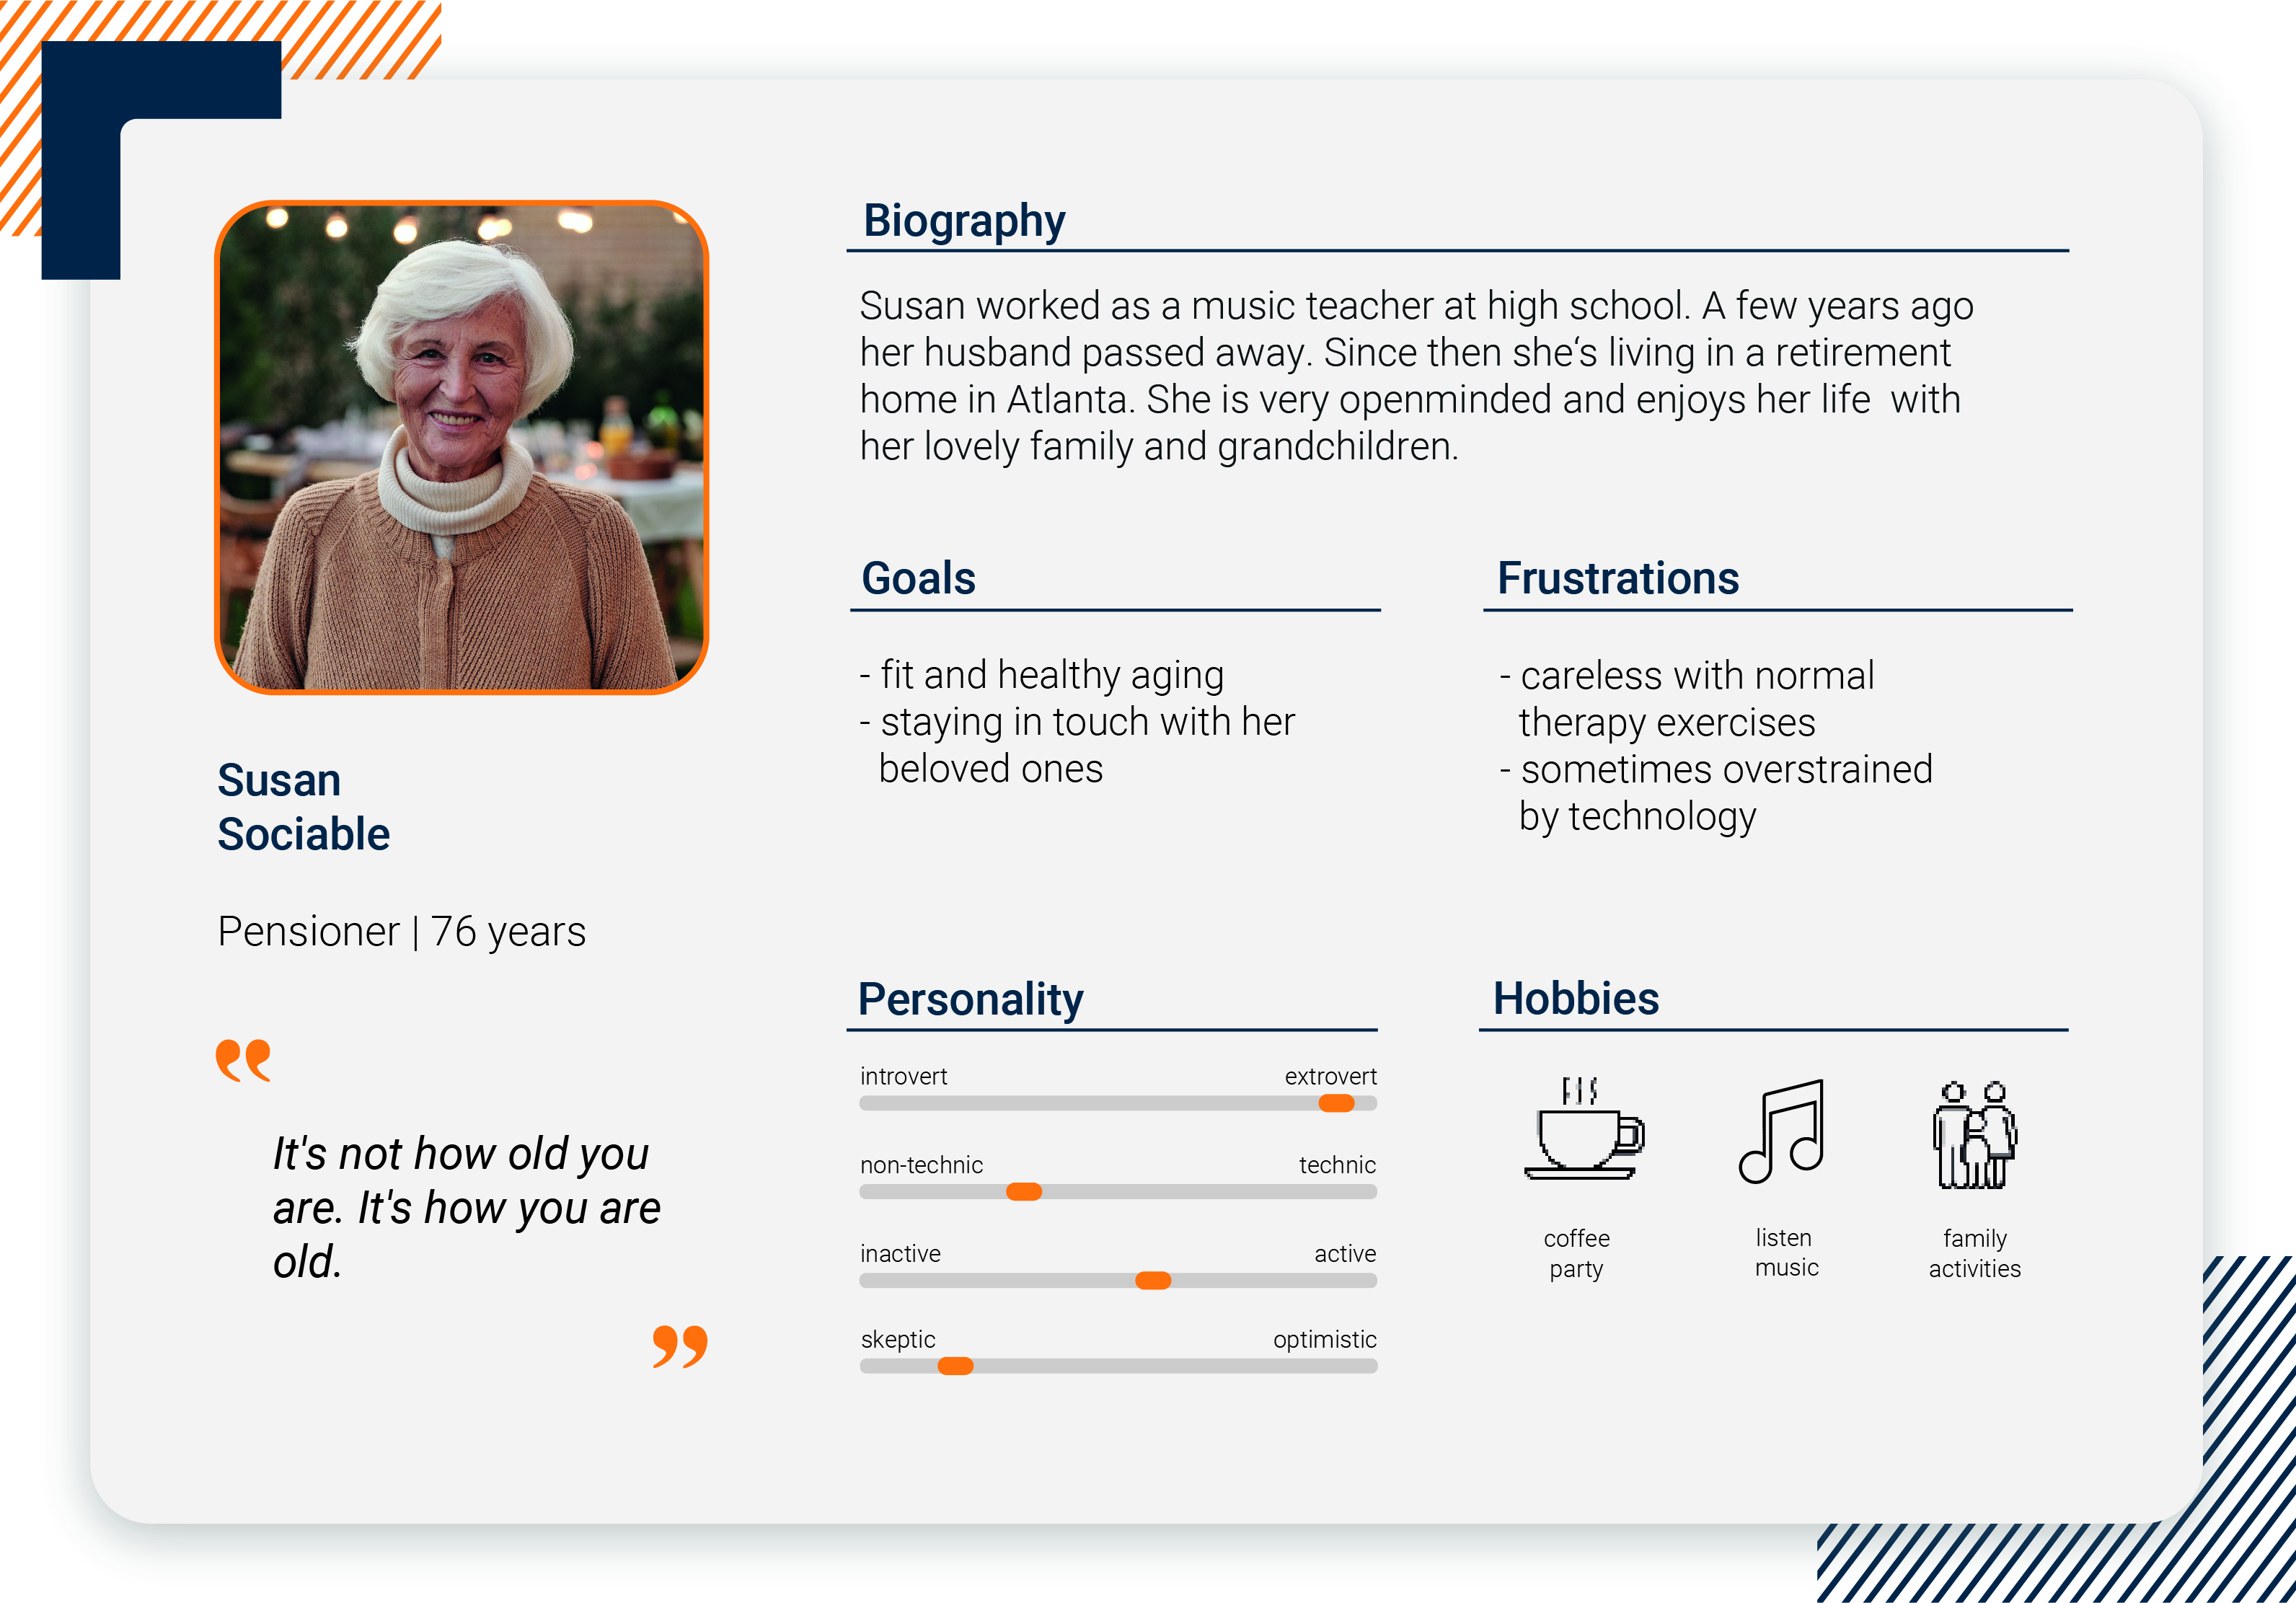 Susan
Sociable
Pensioner | 76 years
“
It's not how old you
are. It's how you are
old.
”
Biography
Susan worked as a music teacher at high school. A few years ago
her husband passed away. Since then she‘s living in a retirement
home in Atlanta. She is very openminded and enjoys her life  with
her lovely family and grandchildren.
Goals
- fit and healthy aging
- staying in touch with her
beloved ones
Frustrations
- careless with normal
therapy exercises
- sometimes overstrained
by technology
Personality
introvert extrovert
non-technic technic
inactive active
skeptic optimistic
Hobbies
coffee
party
listen
music
family
activities